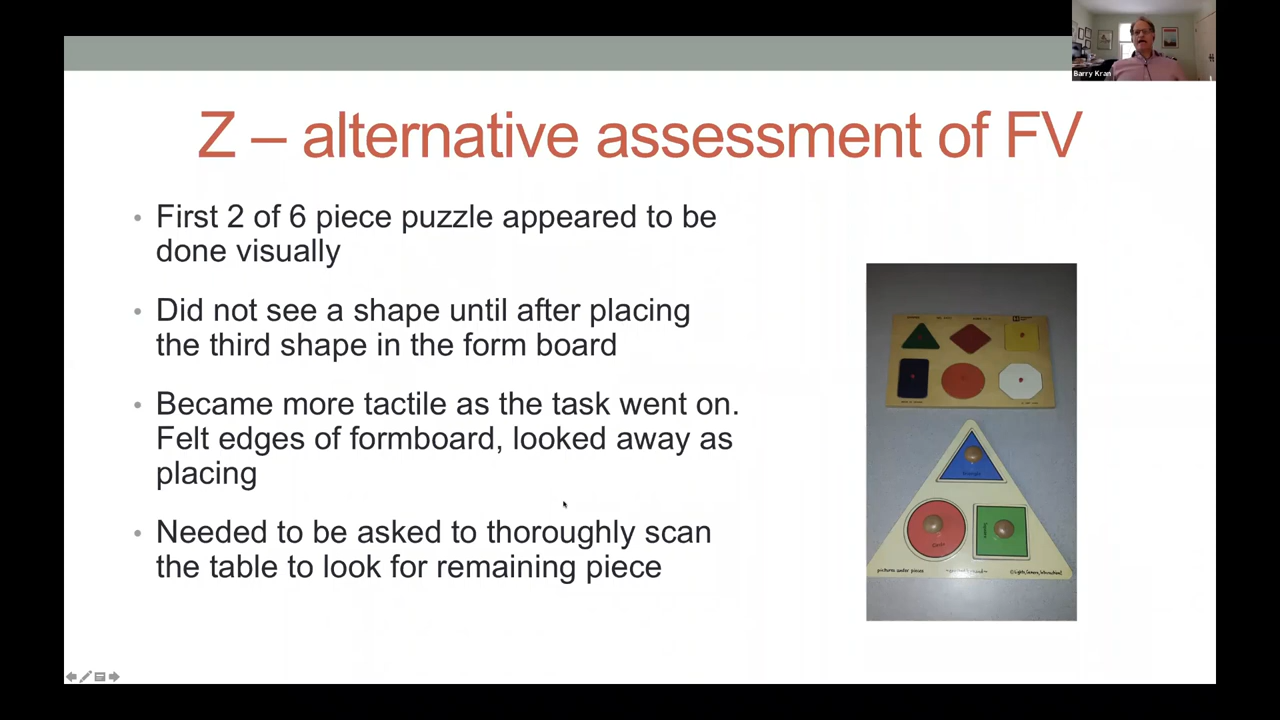 Barry Kran
Z – alternative assessment of FV
• First 2 of 6 piece puzzle appeared to be
done visually
• Did not see a shape until after placing
the third shape in the form board
• Became more tactile as the task went on.
Felt edges of formboard, looked away as
placing
• Needed to be asked to thoroughly scan
the table to look for remaining piece
pictures under pieces